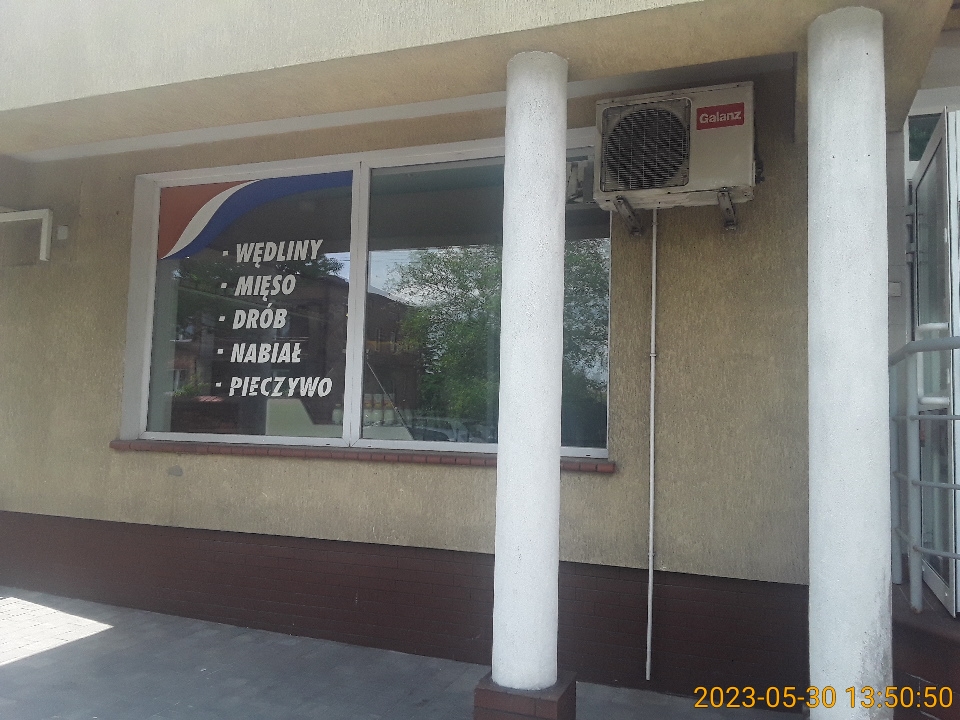 Galanz
- WĘDLINY
- MIĘSO
- DRÓB
- NABIAŁ
- PIECZYWO
2023-05-30 13:50:50